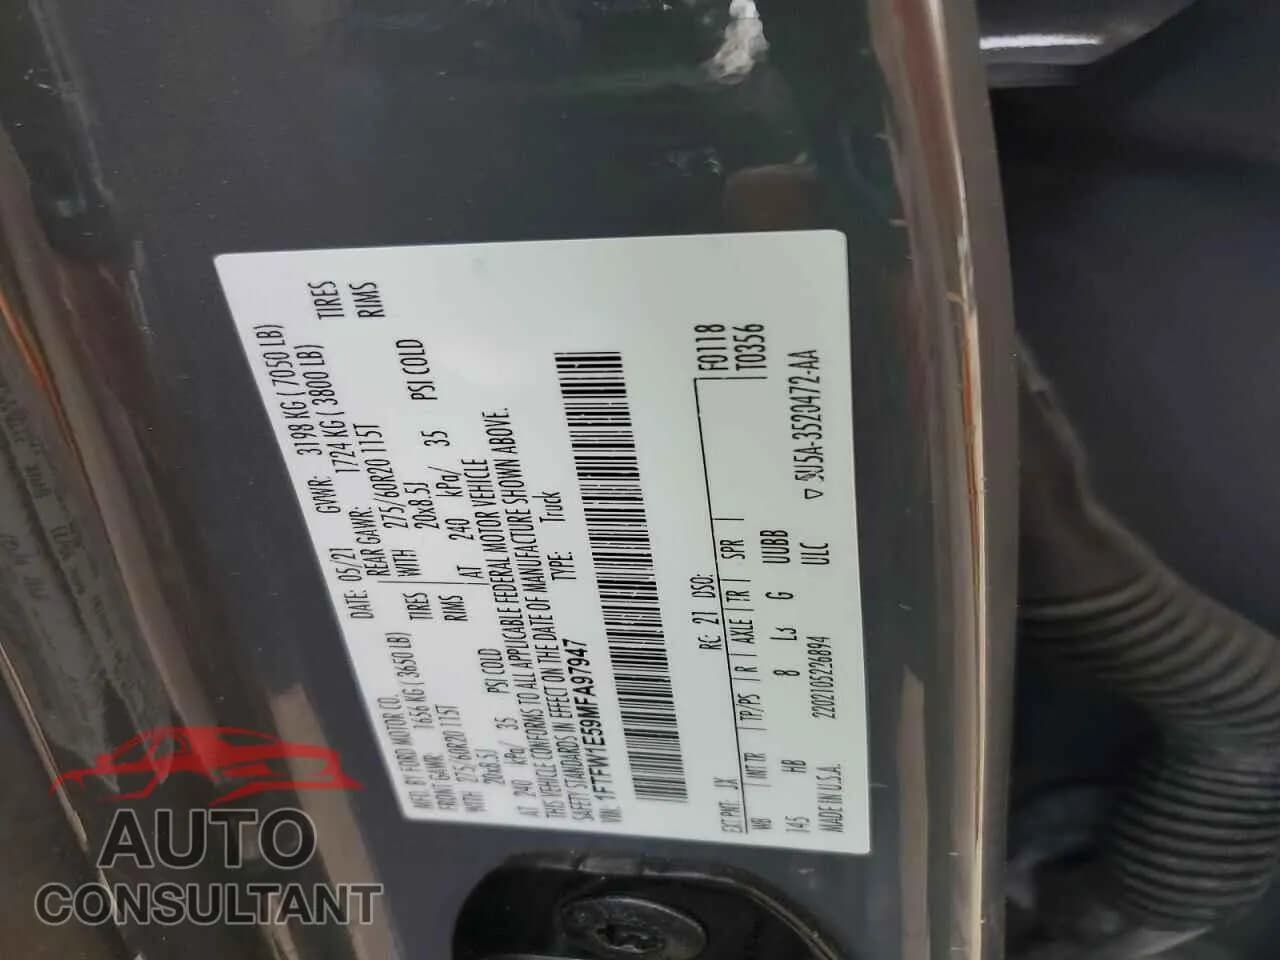 MFD. BY FORD MOTOR CO.
DATE: 05/21 GVWR: 3198 KG ( 7050 LB)
FRONT GAWR: 1656 KG ( 3650 LB)
REAR GAWR: 1724 KG ( 3800 LB)
275/60R20 115T TIRES
WITH 275/60R20 115T TIRES
WITH 20x8.5J RIMS
20x8.5J RIMS
AT 240 kPa/ 35 PSI COLD
AT 240 kPa/ 35 PSI COLD
THIS VEHICLE CONFORMS TO ALL APPLICABLE FEDERAL MOTOR VEHICLE
SAFETY STANDARDS IN EFFECT ON THE DATE OF MANUFACTURE SHOWN ABOVE.
VIN: 1FTFW1E59MFA97947 TYPE: Truck
F0118
T0356
EXT PNT: JX RC: 21 DSO:
WB INT TR TP/PS R AXLE TR SPR
145 HB 8 L3 G UUBB
MADE IN U.S.A. 220210526894 ULC 5U5A-3520472-AA
AUTO
CONSULTANT